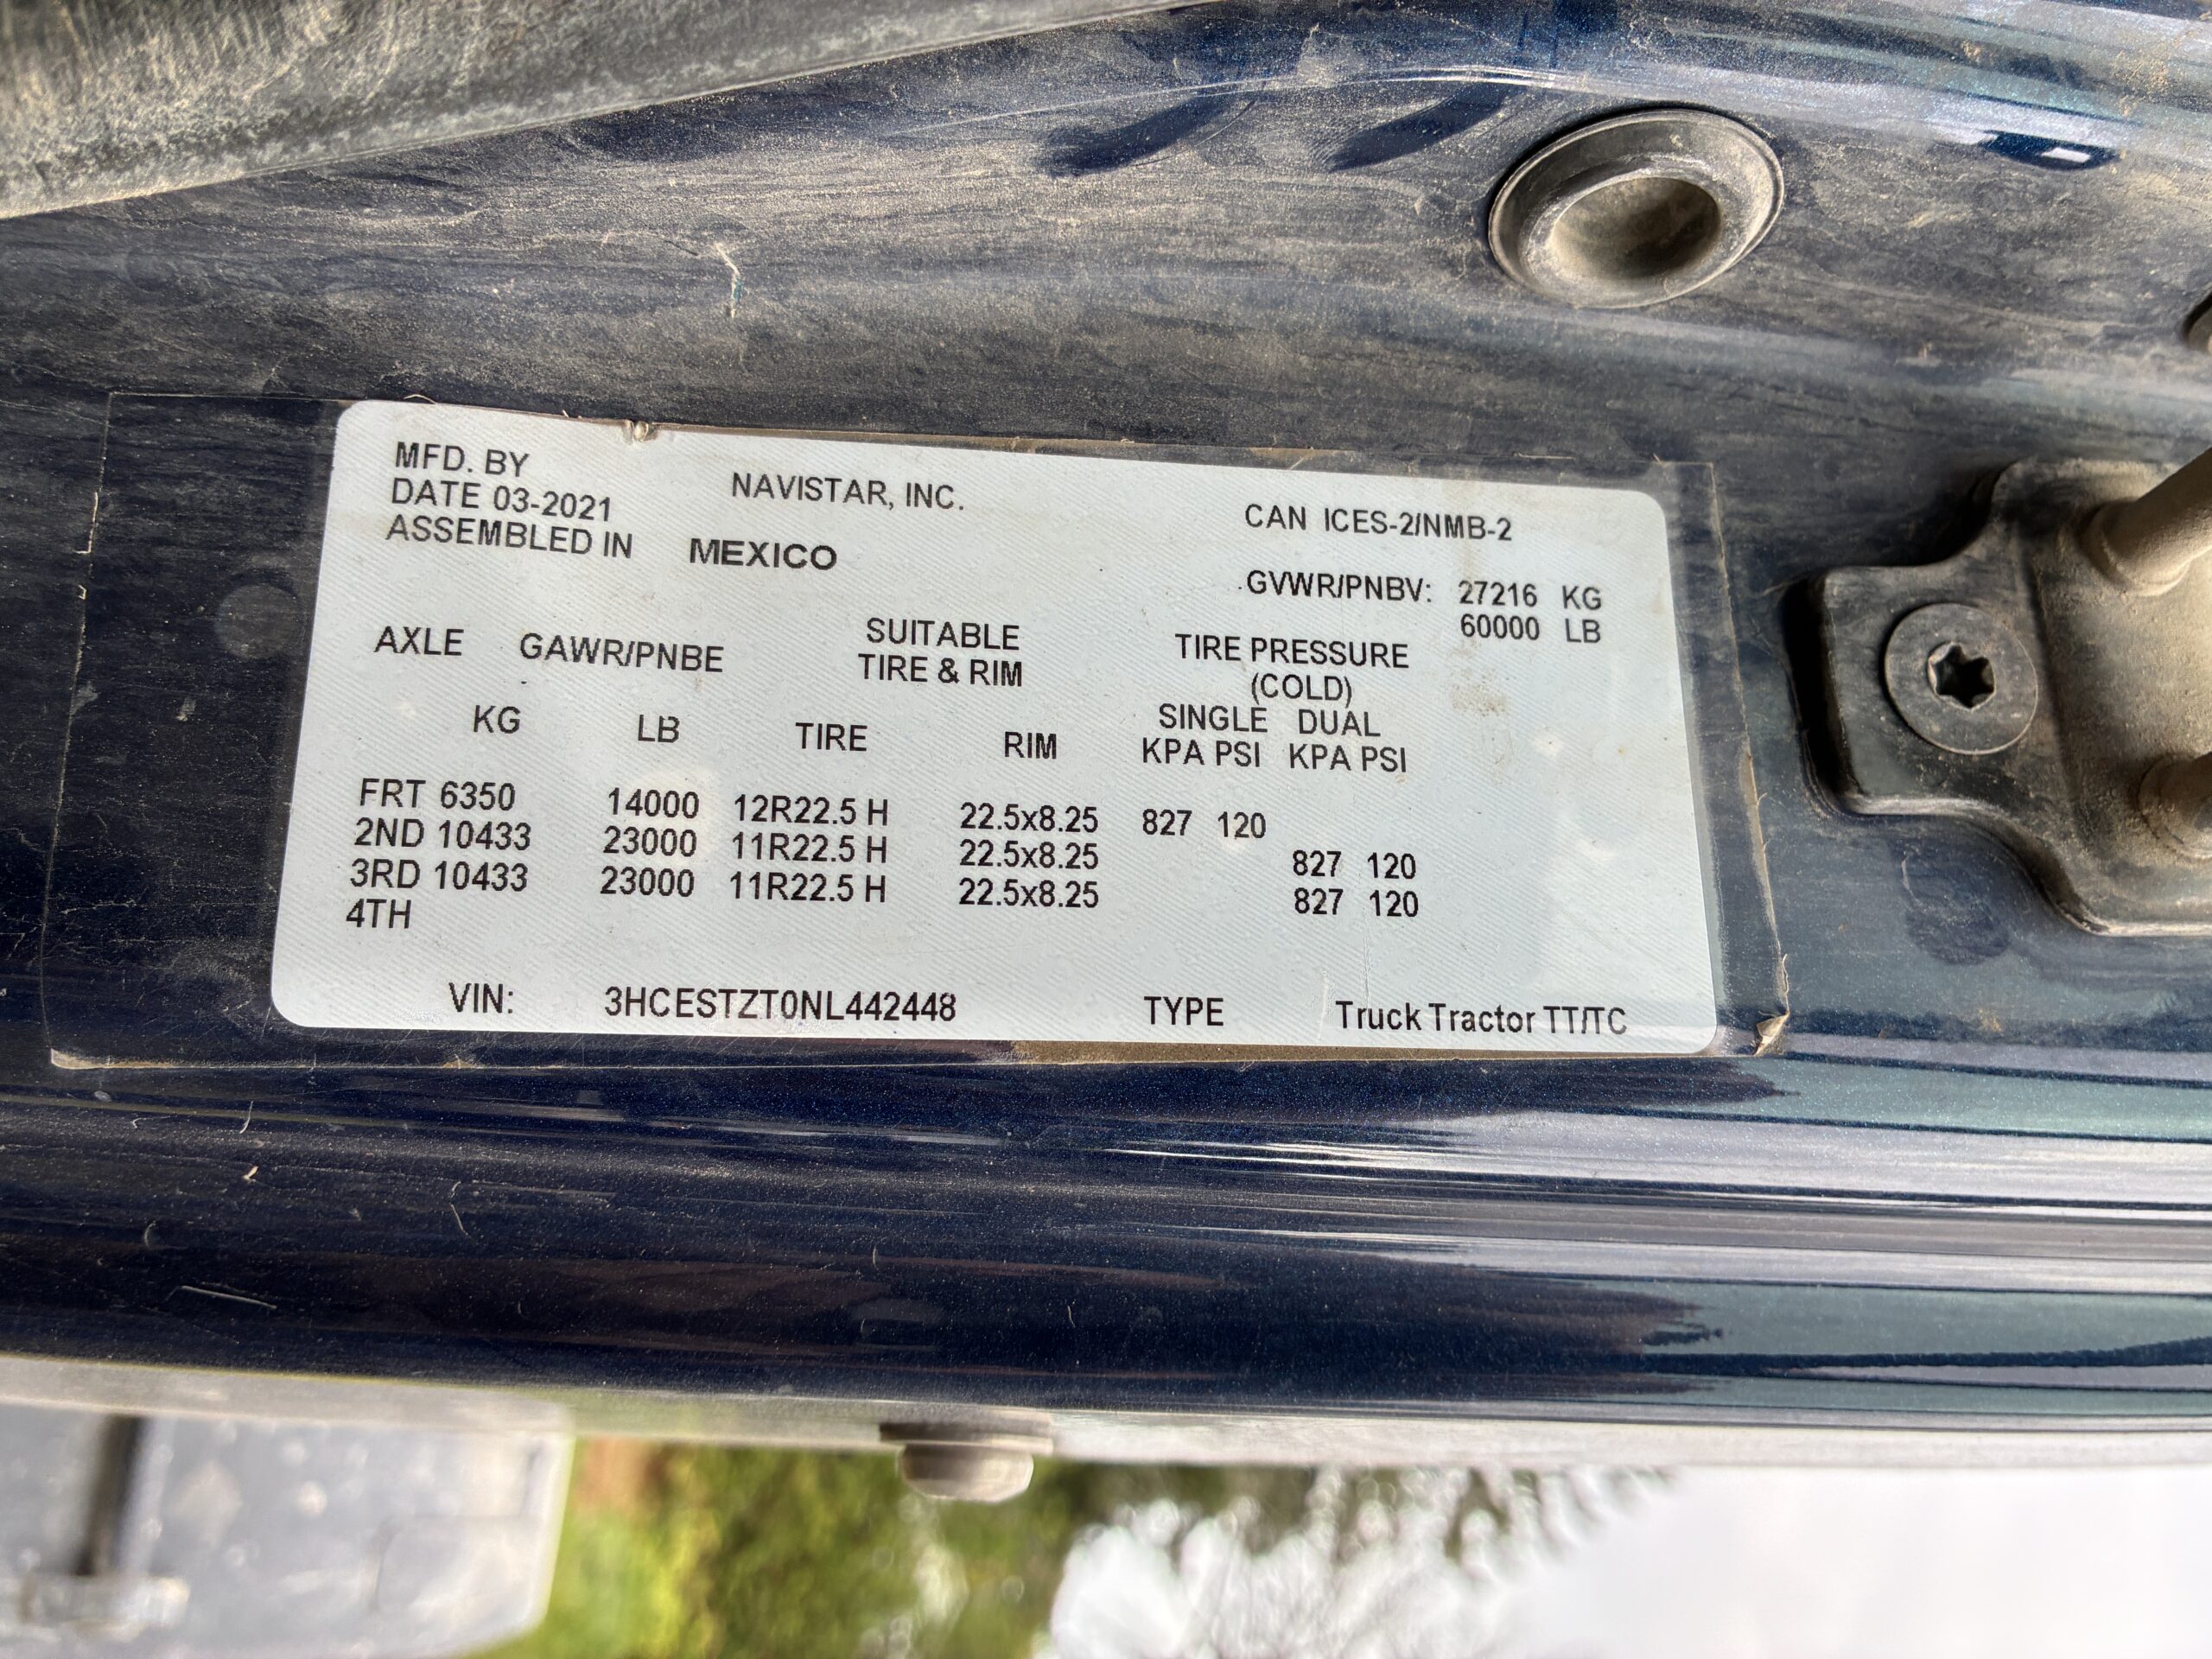 MFD. BY NAVISTAR, INC.
DATE 03-2021 CAN ICES-2/NMB-2
ASSEMBLED IN MEXICO
GVWR/PNBV: 27216 KG
60000 LB
AXLE GAWR/PNBE SUITABLE TIRE PRESSURE
TIRE & RIM (COLD)
SINGLE DUAL
KG LB TIRE RIM KPA PSI KPA PSI
FRT 6350 14000 12R22.5 H 22.5x8.25 827 120
2ND 10433 23000 11R22.5 H 22.5x8.25 827 120
3RD 10433 23000 11R22.5 H 22.5x8.25 827 120
4TH
VIN: 3HCESTZT0NL442448 TYPE Truck Tractor TT/TC